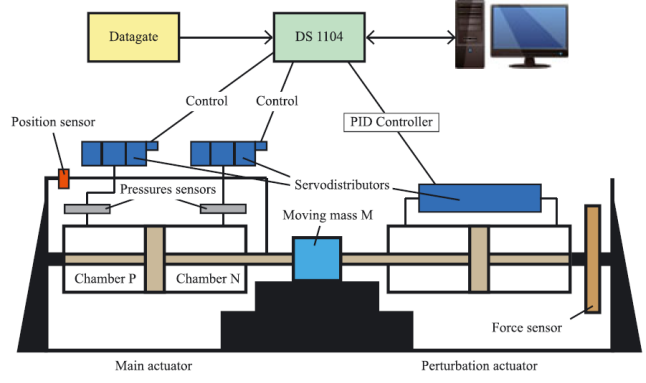 Datagate
DS 1104
Control
Control
Position sensor
PID Controller
Pressures sensors
Servodistributors
Moving mass M
Chamber P
Chamber N
Force sensor
Main actuator
Perturbation actuator